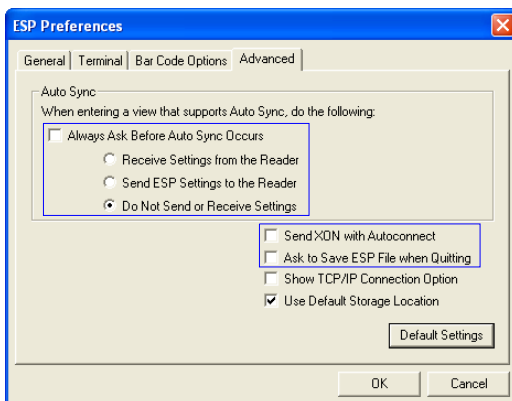 ESP Preferences
General Terminal Bar Code Options Advanced
Auto Sync
When entering a view that supports Auto Sync, do the following:
Always Ask Before Auto Sync Occurs
Receive Settings from the Reader
Send ESP Settings to the Reader
Do Not Send or Receive Settings
Send XON with Autoconnect
Ask to Save ESP File when Quitting
Show TCP/IP Connection Option
Use Default Storage Location
Default Settings
OK Cancel